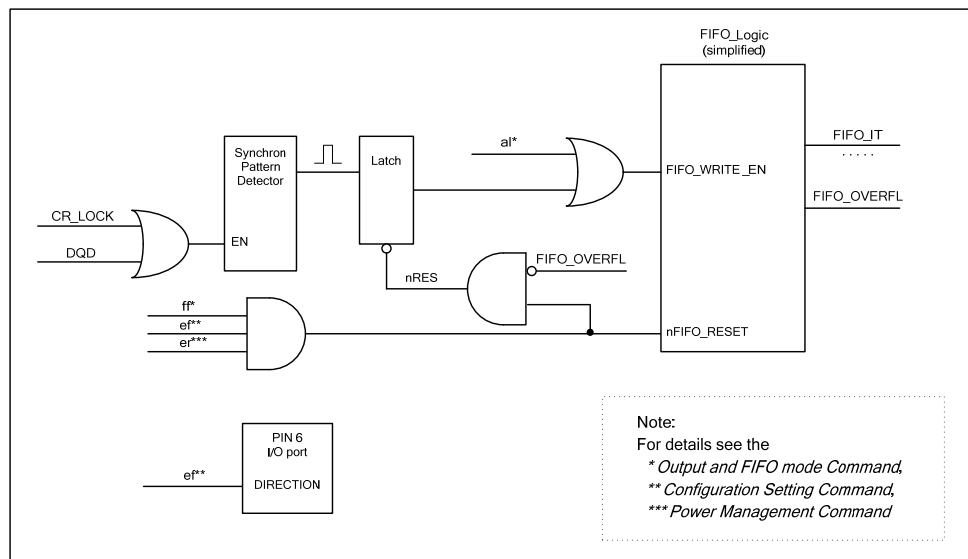 FIFO_Logic
(simplified)
Synchron
Pattern
Detector
EN
Latch
al*
FIFO_WRITE_EN
FIFO_IT
.....
FIFO_OVERFL
CR_LOCK
DQD
nRES
FIFO_OVERFL
ff*
ef**
er***
nFIFO_RESET
PIN 6
I/O port
ef**
DIRECTION
Note:
For details see the
* Output and FIFO mode Command,
** Configuration Setting Command,
*** Power Management Command